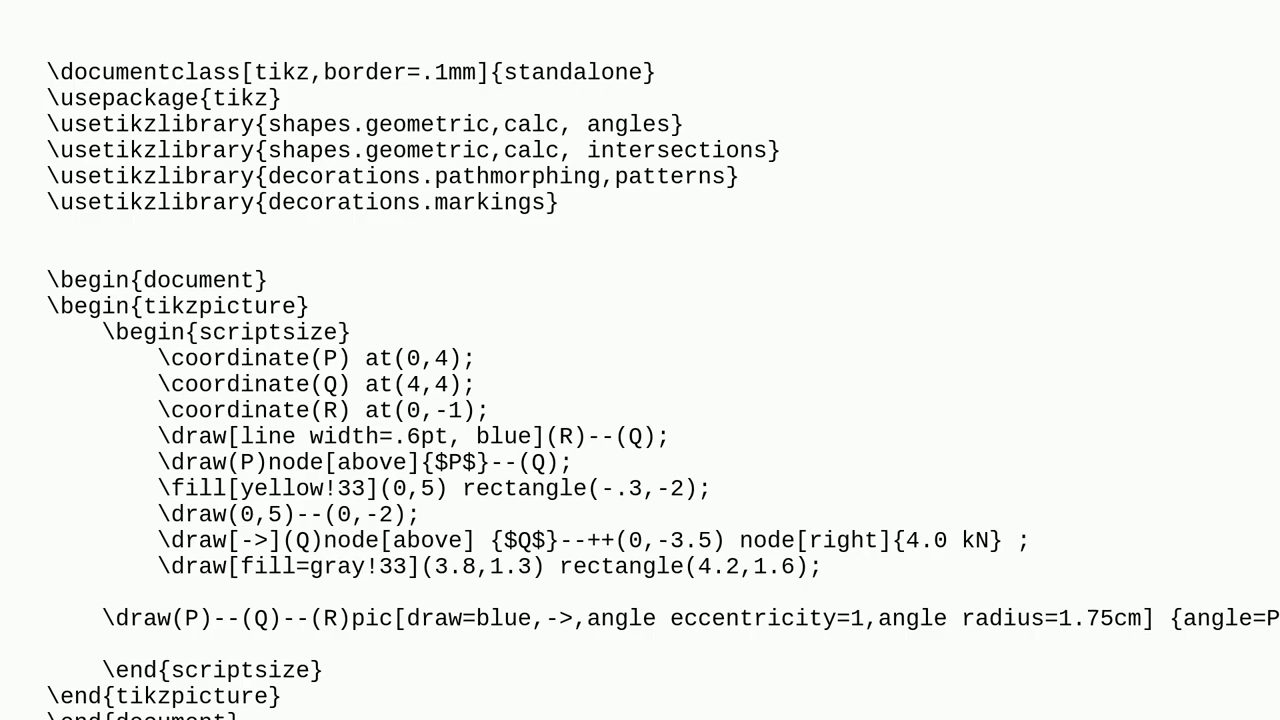 \documentclass[tikz,border=.1mm]{standalone}
\usepackage{tikz}
\usetikzlibrary{shapes.geometric,calc, angles}
\usetikzlibrary{shapes.geometric,calc, intersections}
\usetikzlibrary{decorations.pathmorphing,patterns}
\usetikzlibrary{decorations.markings}
\begin{document}
\begin{tikzpicture}
\begin{scriptsize}
\coordinate(P) at(0,4);
\coordinate(Q) at(4,4);
\coordinate(R) at(0,-1);
\draw[line width=.6pt, blue](R)--(Q);
\draw(P)node[above]{$P$}--(Q);
\fill[yellow!33](0,5) rectangle(-.3,-2);
\draw(0,5)--(0,-2);
\draw[->](Q)node[above] {$Q$}--++(0,-3.5) node[right]{4.0 kN} ;
\draw[fill=gray!33](3.8,1.3) rectangle(4.2,1.6);
\draw(P)--(Q)--(R)pic[draw=blue,->,angle eccentricity=1,angle radius=1.75cm] {angle=P
\end{scriptsize}
\end{tikzpicture}
\end{document}